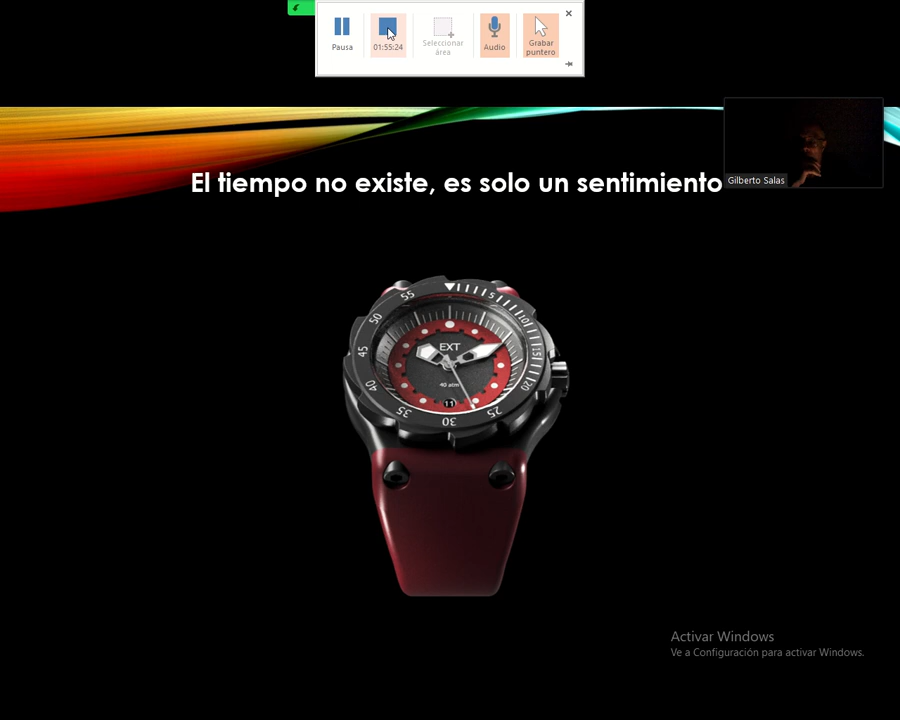 Pausa
01:55:24
Seleccionar
área
Audio
Grabar
puntero
El tiempo no existe, es solo un sentimiento
Gilberto Salas
55
5
50
10
45
15
40
20
35
25
30
EXT
40 atm
11
Activar Windows
Ve a Configuración para activar Windows.